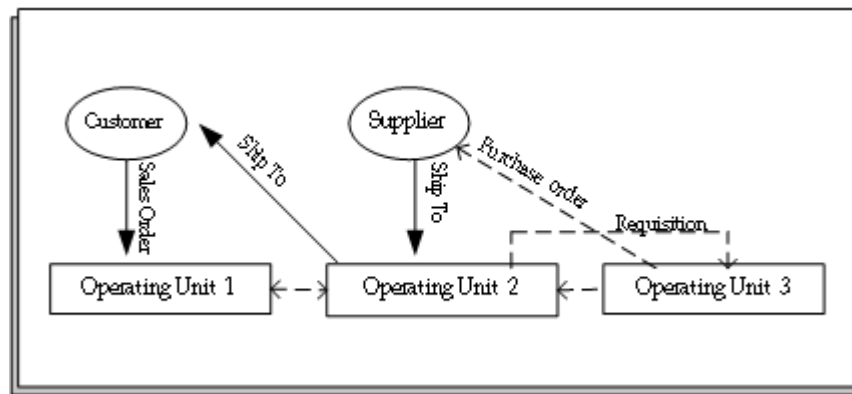 Customer
Supplier
Ship To
Sales Order
Ship To
Purchase order
Requisition
Operating Unit 1
Operating Unit 2
Operating Unit 3